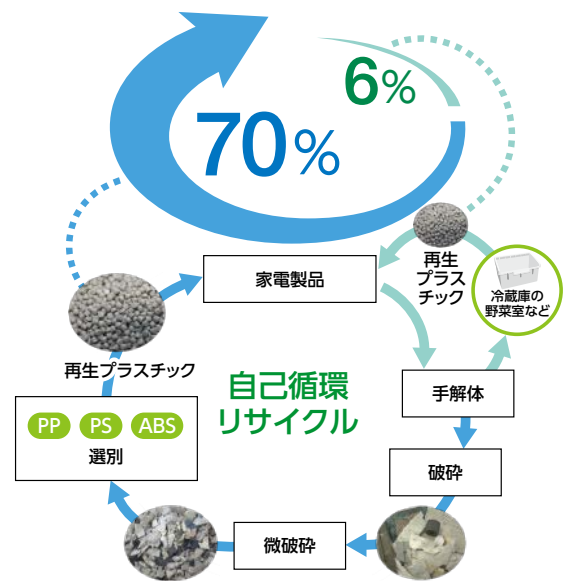 6%
70%
家電製品
再生
プラス
チック
冷蔵庫の
野菜室など
再生プラスチック
自己循環
リサイクル
手解体
PP PS ABS
選別
破砕
微破砕